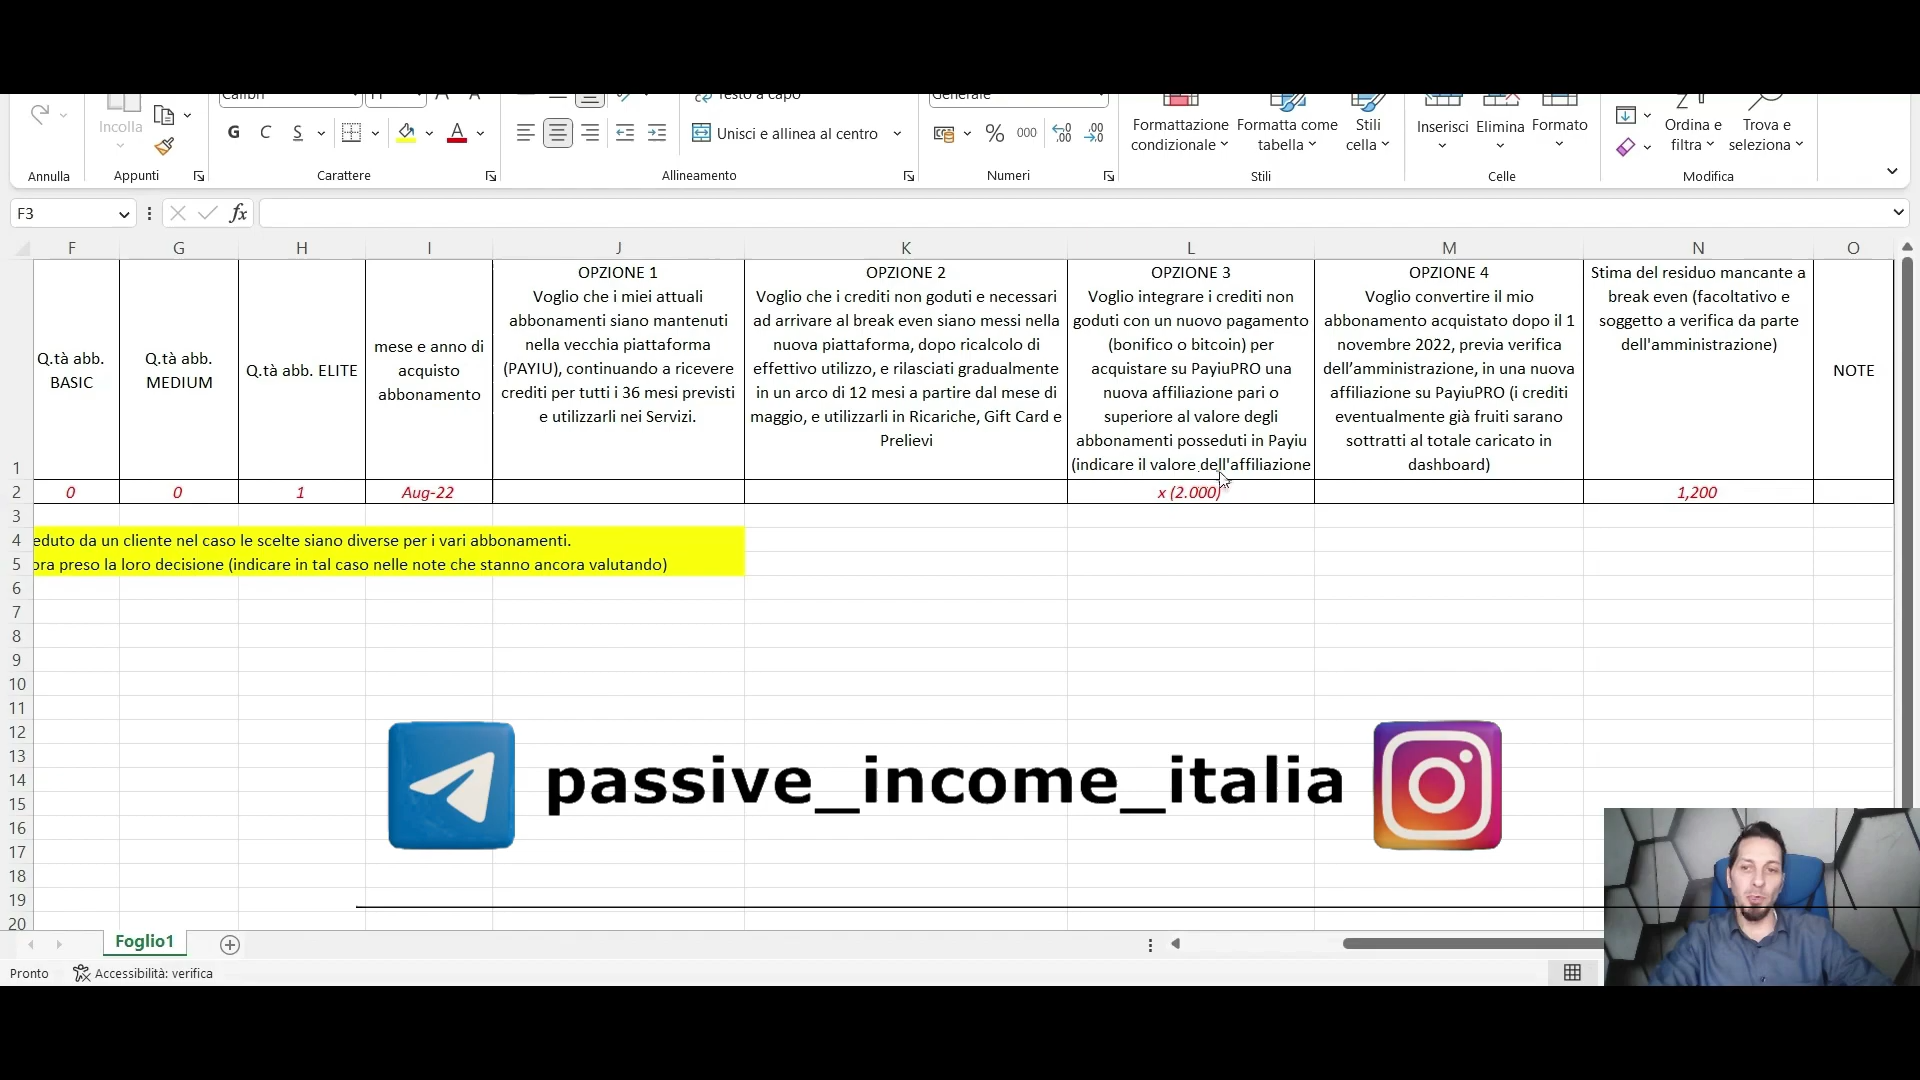 Calibri
Testo a capo
Generale
Incolla
G C S
Unisci e allinea al centro
% 000
Formattazione condizionale
Formatta come tabella
Stili cella
Inserisci
Elimina
Formato
Ordina e filtra
Trova e seleziona
Annulla
Appunti
Carattere
Allineamento
Numeri
Stili
Celle
Modifica
F3
fx
F G H I J K L M N O
1
Q.tà abb.
BASIC
Q.tà abb.
MEDIUM
Q.tà abb. ELITE
mese e anno di
acquisto
abbonamento
OPZIONE 1
Voglio che i miei attuali
abbonamenti siano mantenuti
nella vecchia piattaforma
(PAYIU), continuando a ricevere
crediti per tutti i 36 mesi previsti
e utilizzarli nei Servizi.
OPZIONE 2
Voglio che i crediti non goduti e necessari
ad arrivare al break even siano messi nella
nuova piattaforma, dopo ricalcolo di
effettivo utilizzo, e rilasciati gradualmente
in un arco di 12 mesi a partire dal mese di
maggio, e utilizzarli in Ricariche, Gift Card e
Prelievi
OPZIONE 3
Voglio integrare i crediti non
goduti con un nuovo pagamento
(bonifico o bitcoin) per
acquistare su PayiuPRO una
nuova affiliazione pari o
superiore al valore degli
abbonamenti posseduti in Payiu
(indicare il valore dell'affiliazione
OPZIONE 4
Voglio convertire il mio
abbonamento acquistato dopo il 1
novembre 2022, previa verifica
dell’amministrazione, in una nuova
affiliazione su PayiuPRO (i crediti
eventualmente già fruiti sarano
sottratti al totale caricato in
dashboard)
Stima del residuo mancante a
break even (facoltativo e
soggetto a verifica da parte
dell'amministrazione)
NOTE
2 0 0 1 Aug-22 x (2.000) 1,200
3
4 eduto da un cliente nel caso le scelte siano diverse per i vari abbonamenti.
5 ora preso la loro decisione (indicare in tal caso nelle note che stanno ancora valutando)
6
7
8
9
10
11
12
13
14
15
16
17
18
19
20
passive_income_italia
Foglio1
Pronto
Accessibilità: verifica